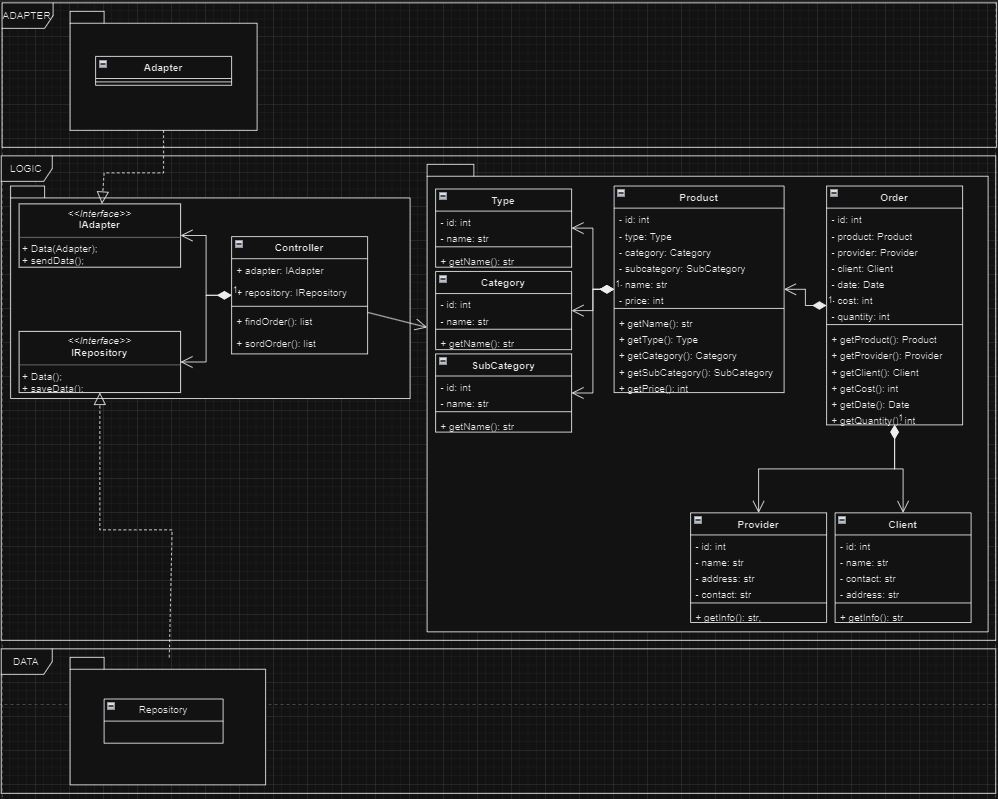 ADAPTER
Adapter
LOGIC
<<Interface>>
IAdapter
+ Data(Adapter);
+ sendData();
Controller
+ adapter: IAdapter
+ repository: IRepository
+ findOrder(): list
+ sordOrder(): list
1
<<Interface>>
IRepository
+ Data();
+ saveData();
Type
- id: int
- name: str
+ getName(): str
Category
- id: int
- name: str
+ getName(): str
SubCategory
- id: int
- name: str
+ getName(): str
Product
- id: int
- type: Type
- category: Category
- subcategory: SubCategory
- name: str
- price: int
+ getName(): str
+ getType(): Type
+ getCategory(): Category
+ getSubCategory(): SubCategory
+ getPrice(): int
1
Order
- id: int
- product: Product
- provider: Provider
- client: Client
- date: Date
- cost: int
- quantity: int
+ getProduct(): Product
+ getProvider(): Provider
+ getClient(): Client
+ getCost(): int
+ getDate(): Date
+ getQuantity(): int
1
1
Provider
- id: int
- name: str
- address: str
- contact: str
+ getInfo(): str,
Client
- id: int
- name: str
- contact: str
- address: str
+ getInfo(): str
DATA
Repository